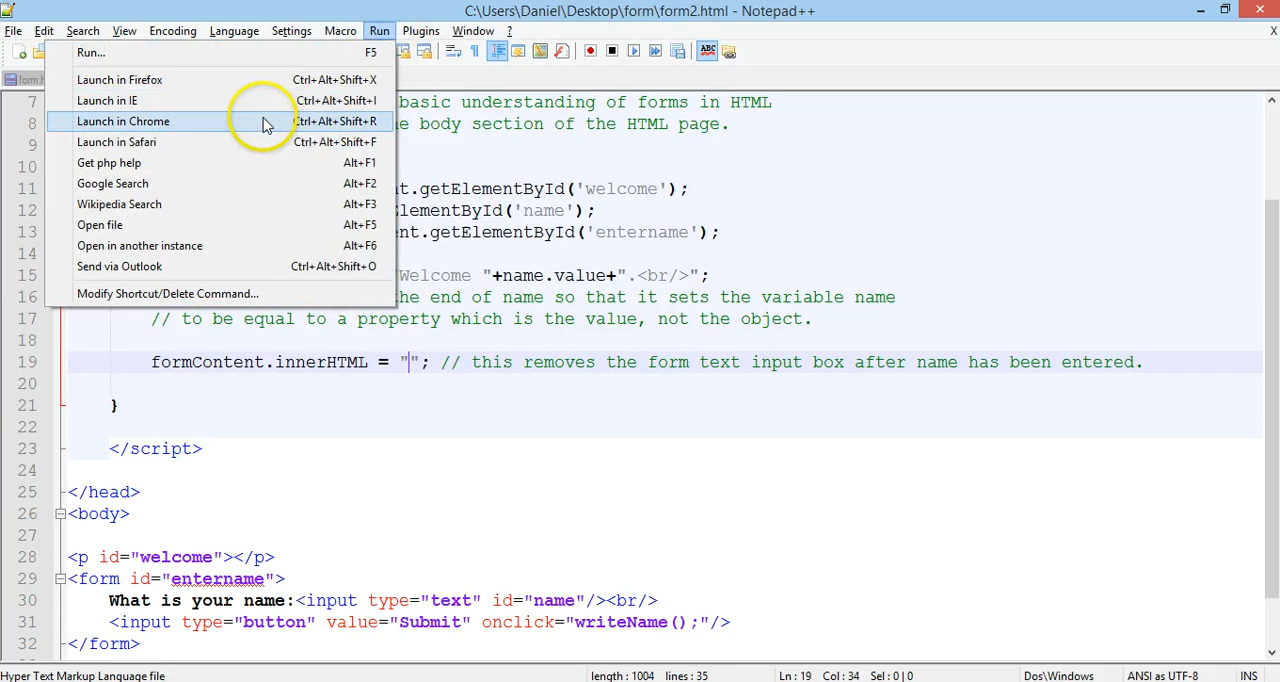 C:\Users\Daniel\Desktop\form\form2.html - Notepad++
File Edit Search View Encoding Language Settings Macro Run Plugins Window ? X
form.h
Run... F5
Launch in Firefox Ctrl+Alt+Shift+X
Launch in IE Ctrl+Alt+Shift+I
Launch in Chrome Ctrl+Alt+Shift+R
Launch in Safari Ctrl+Alt+Shift+F
Get php help Alt+F1
Google Search Alt+F2
Wikipedia Search Alt+F3
Open file Alt+F5
Open in another instance Alt+F6
Send via Outlook Ctrl+Alt+Shift+O
Modify Shortcut/Delete Command...
ABC
7 basic understanding of forms in HTML
8 he body section of the HTML page.
9
10
11 nt.getElementById('welcome');
12 lementById('name');
13 nt.getElementById('entername');
14
15 Welcome "+name.value+".<br/>";
16 the end of name so that it sets the variable name
17 // to be equal to a property which is the value, not the object.
18
19 formContent.innerHTML = ""; // this removes the form text input box after name has been entered.
20
21 }
22
23 </script>
24
25 </head>
26 <body>
27
28 <p id="welcome"></p>
29 <form id="entername">
30 What is your name:<input type="text" id="name"/><br/>
31 <input type="button" value="Submit" onclick="writeName();"/>
32 </form>
Hyper Text Markup Language file length : 1004 lines : 35 Ln : 19 Col : 34 Sel : 0 | 0 Dos\Windows ANSI as UTF-8 INS